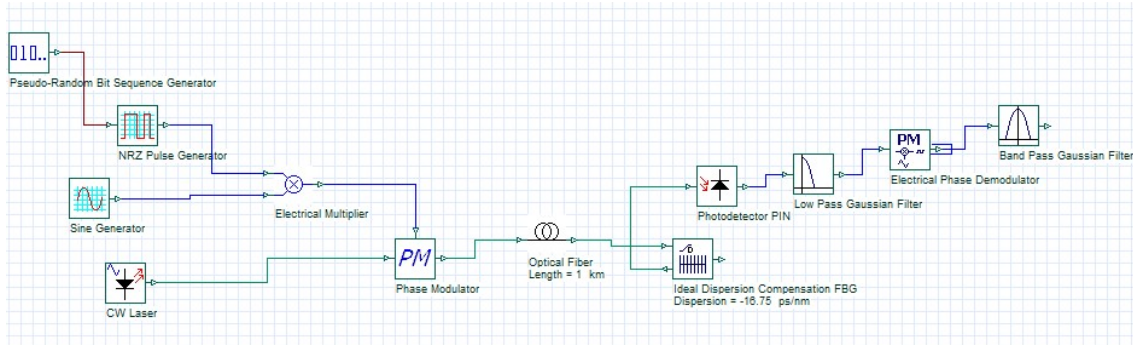 010..
Pseudo-Random Bit Sequence Generator
NRZ Pulse Generator
Sine Generator
Electrical Multiplier
CW Laser
PM
Phase Modulator
Optical Fiber
Length = 1 km
Photodetector PIN
Low Pass Gaussian Filter
PM
Electrical Phase Demodulator
Band Pass Gaussian Filter
Ideal Dispersion Compensation FBG
Dispersion = -16.75 ps/nm